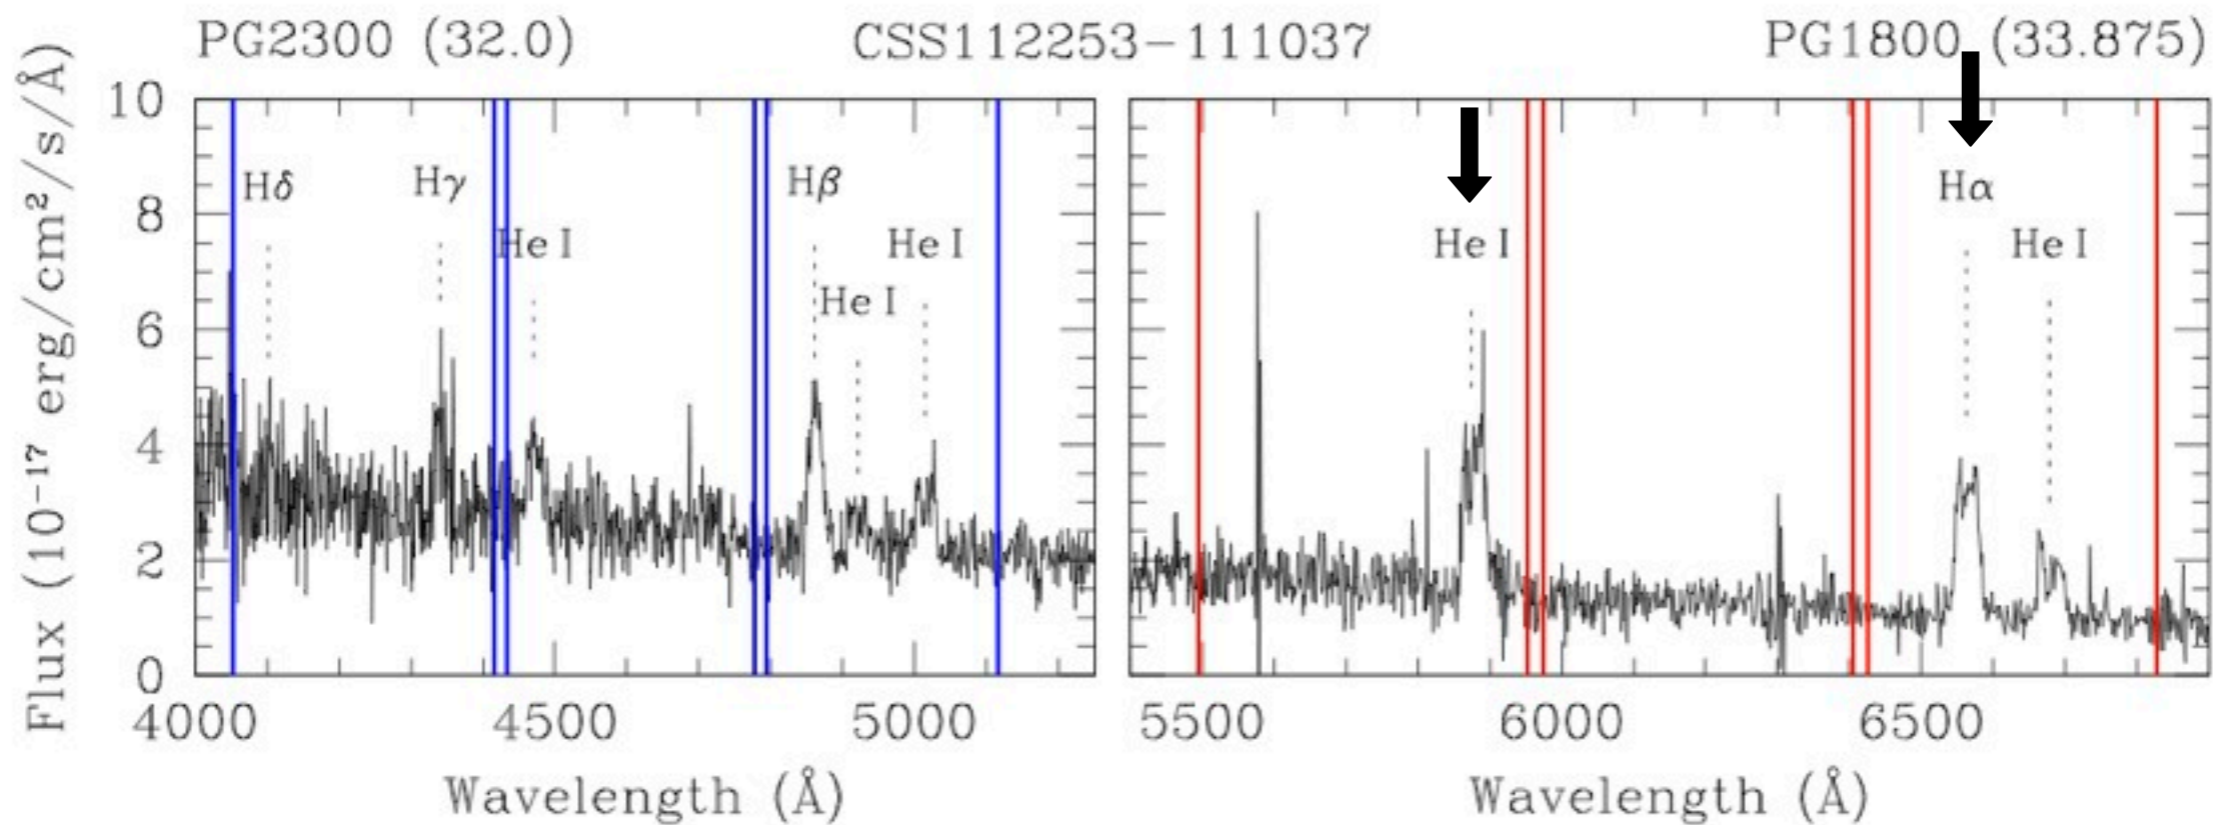 PG2300 (32.0) CSS112253-111037 PG1800 (33.875)
Flux (10⁻¹⁷ erg/cm²/s/Å)
10
8
6
4
2
0
Hδ
Hγ
He I
Hβ
He I
He I
He I
Hα
He I
4000 4500 5000 5500 6000 6500
Wavelength (Å) Wavelength (Å)